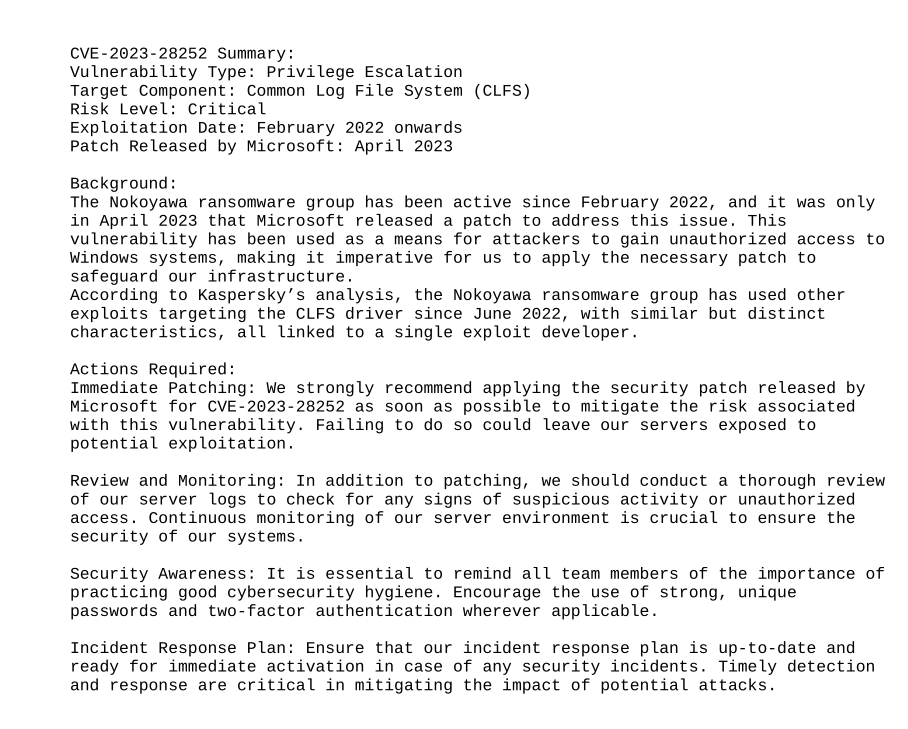 CVE-2023-28252 Summary:
Vulnerability Type: Privilege Escalation
Target Component: Common Log File System (CLFS)
Risk Level: Critical
Exploitation Date: February 2022 onwards
Patch Released by Microsoft: April 2023
Background:
The Nokoyawa ransomware group has been active since February 2022, and it was only
in April 2023 that Microsoft released a patch to address this issue. This
vulnerability has been used as a means for attackers to gain unauthorized access to
Windows systems, making it imperative for us to apply the necessary patch to
safeguard our infrastructure.
According to Kaspersky’s analysis, the Nokoyawa ransomware group has used other
exploits targeting the CLFS driver since June 2022, with similar but distinct
characteristics, all linked to a single exploit developer.
Actions Required:
Immediate Patching: We strongly recommend applying the security patch released by
Microsoft for CVE-2023-28252 as soon as possible to mitigate the risk associated
with this vulnerability. Failing to do so could leave our servers exposed to
potential exploitation.
Review and Monitoring: In addition to patching, we should conduct a thorough review
of our server logs to check for any signs of suspicious activity or unauthorized
access. Continuous monitoring of our server environment is crucial to ensure the
security of our systems.
Security Awareness: It is essential to remind all team members of the importance of
practicing good cybersecurity hygiene. Encourage the use of strong, unique
passwords and two-factor authentication wherever applicable.
Incident Response Plan: Ensure that our incident response plan is up-to-date and
ready for immediate activation in case of any security incidents. Timely detection
and response are critical in mitigating the impact of potential attacks.